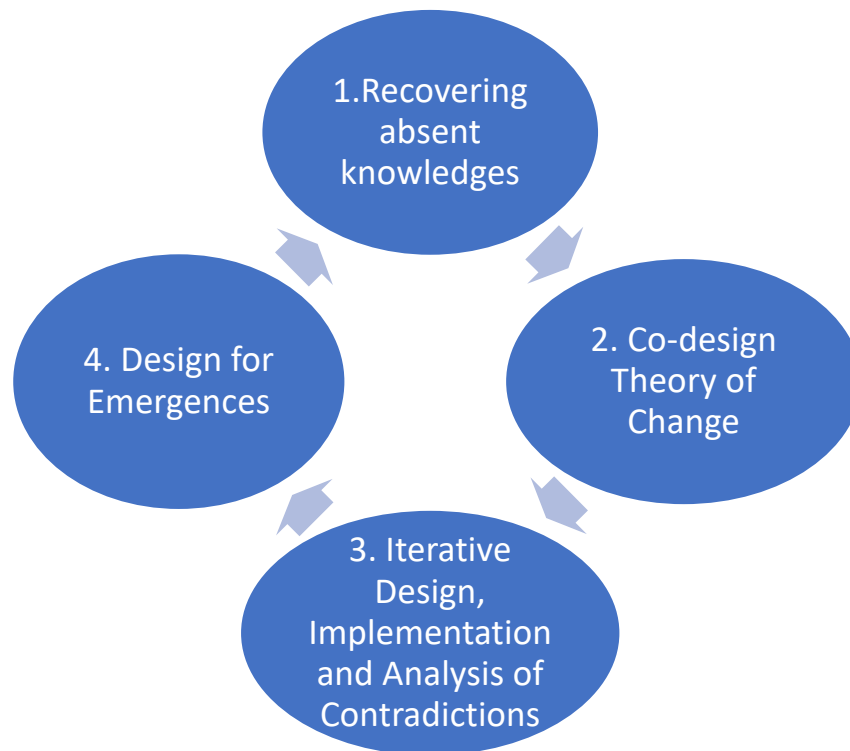 1.Recovering
absent
knowledges
2. Co-design
Theory of
Change
3. Iterative
Design,
Implementation
and Analysis of
Contradictions
4. Design for
Emergences